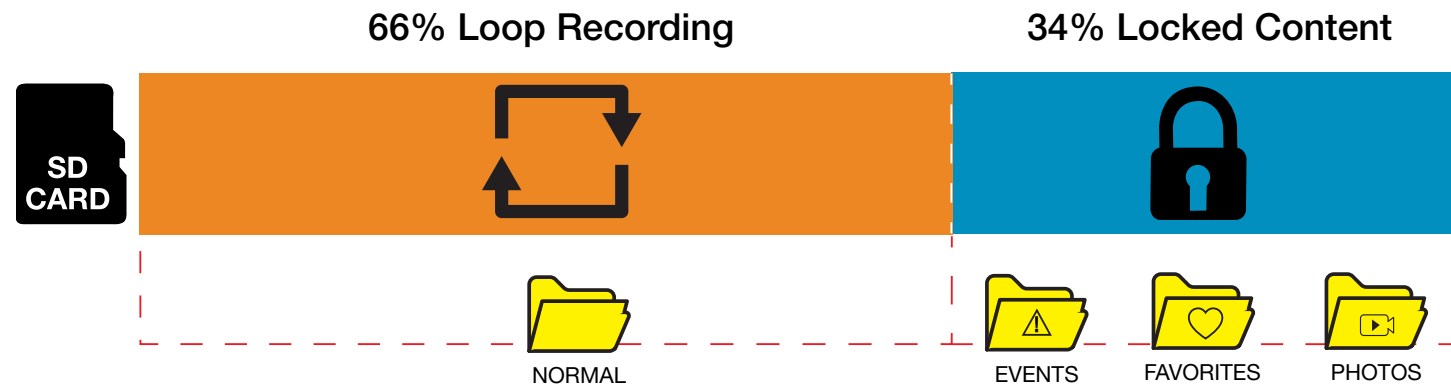 66% Loop Recording
34% Locked Content
SD
CARD
NORMAL
EVENTS
FAVORITES
PHOTOS